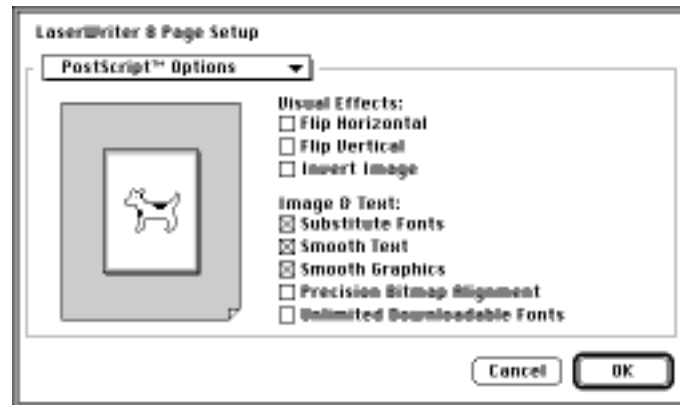 LaserWriter 8 Page Setup
PostScript™ Options
Visual Effects:
Flip Horizontal
Flip Vertical
Invert Image
Image & Text:
Substitute Fonts
Smooth Text
Smooth Graphics
Precision Bitmap Alignment
Unlimited Downloadable Fonts
Cancel
OK